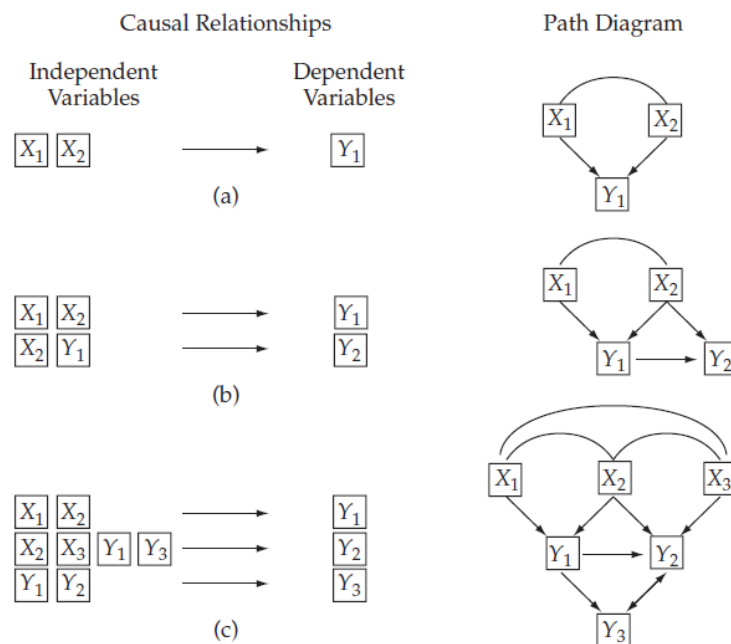 Causal Relationships
Path Diagram
Independent Variables
Dependent Variables
X₁ X₂ Y₁
(a)
X₁ X₂
Y₁
X₁ X₂ Y₁
X₂ Y₁ Y₂
(b)
X₁ X₂
Y₁ Y₂
X₁ X₂ Y₁
X₂ X₃ Y₁ Y₃ Y₂
Y₁ Y₂ Y₃
(c)
X₁ X₂ X₃
Y₁ Y₂
Y₃